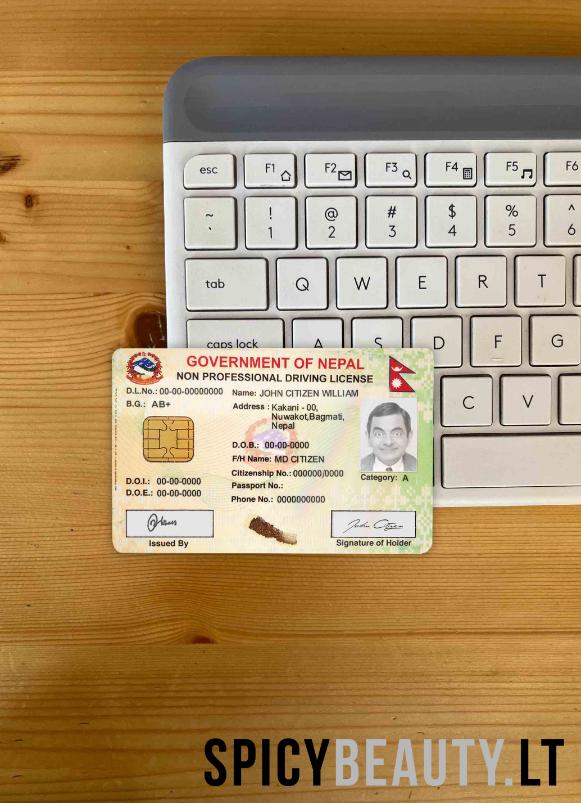 esc F1 F2 F3 F4 F5 F6
~ ! @ # $ % ^
` 1 2 3 4 5 6
tab Q W E R T
caps lock A S D F G
C V
GOVERNMENT OF NEPAL
NON PROFESSIONAL DRIVING LICENSE
D.L.No.: 00-00-00000000
B.G.: AB+
Name: JOHN CITIZEN WILLIAM
Address : Kakani - 00,
Nuwakot,Bagmati,
Nepal
D.O.B.: 00-00-0000
F/H Name: MD CITIZEN
Citizenship No.: 000000/0000
Passport No.:
Phone No.: 0000000000
Category: A
D.O.I.: 00-00-0000
D.O.E.: 00-00-0000
Issued By
Signature of Holder
SPICYBEAUTY.LT